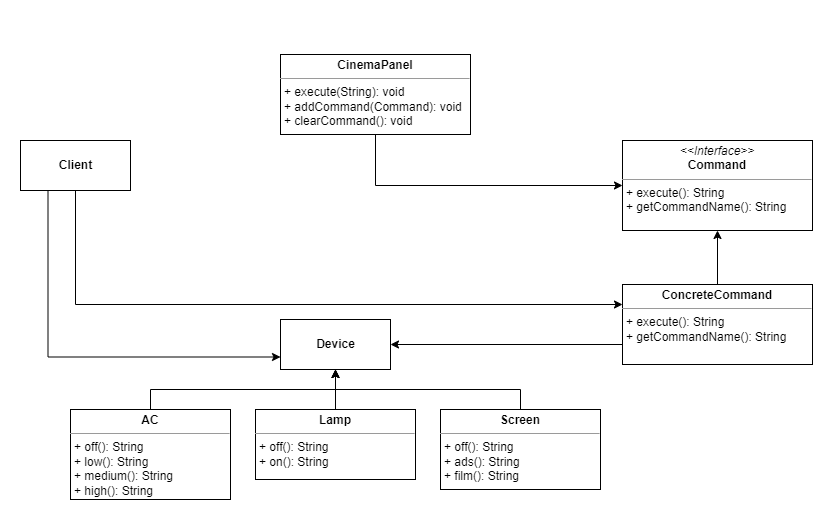 CinemaPanel
+ execute(String): void
+ addCommand(Command): void
+ clearCommand(): void
Client
<<Interface>>
Command
+ execute(): String
+ getCommandName(): String
ConcreteCommand
+ execute(): String
+ getCommandName(): String
Device
AC
+ off(): String
+ low(): String
+ medium(): String
+ high(): String
Lamp
+ off(): String
+ on(): String
Screen
+ off(): String
+ ads(): String
+ film(): String